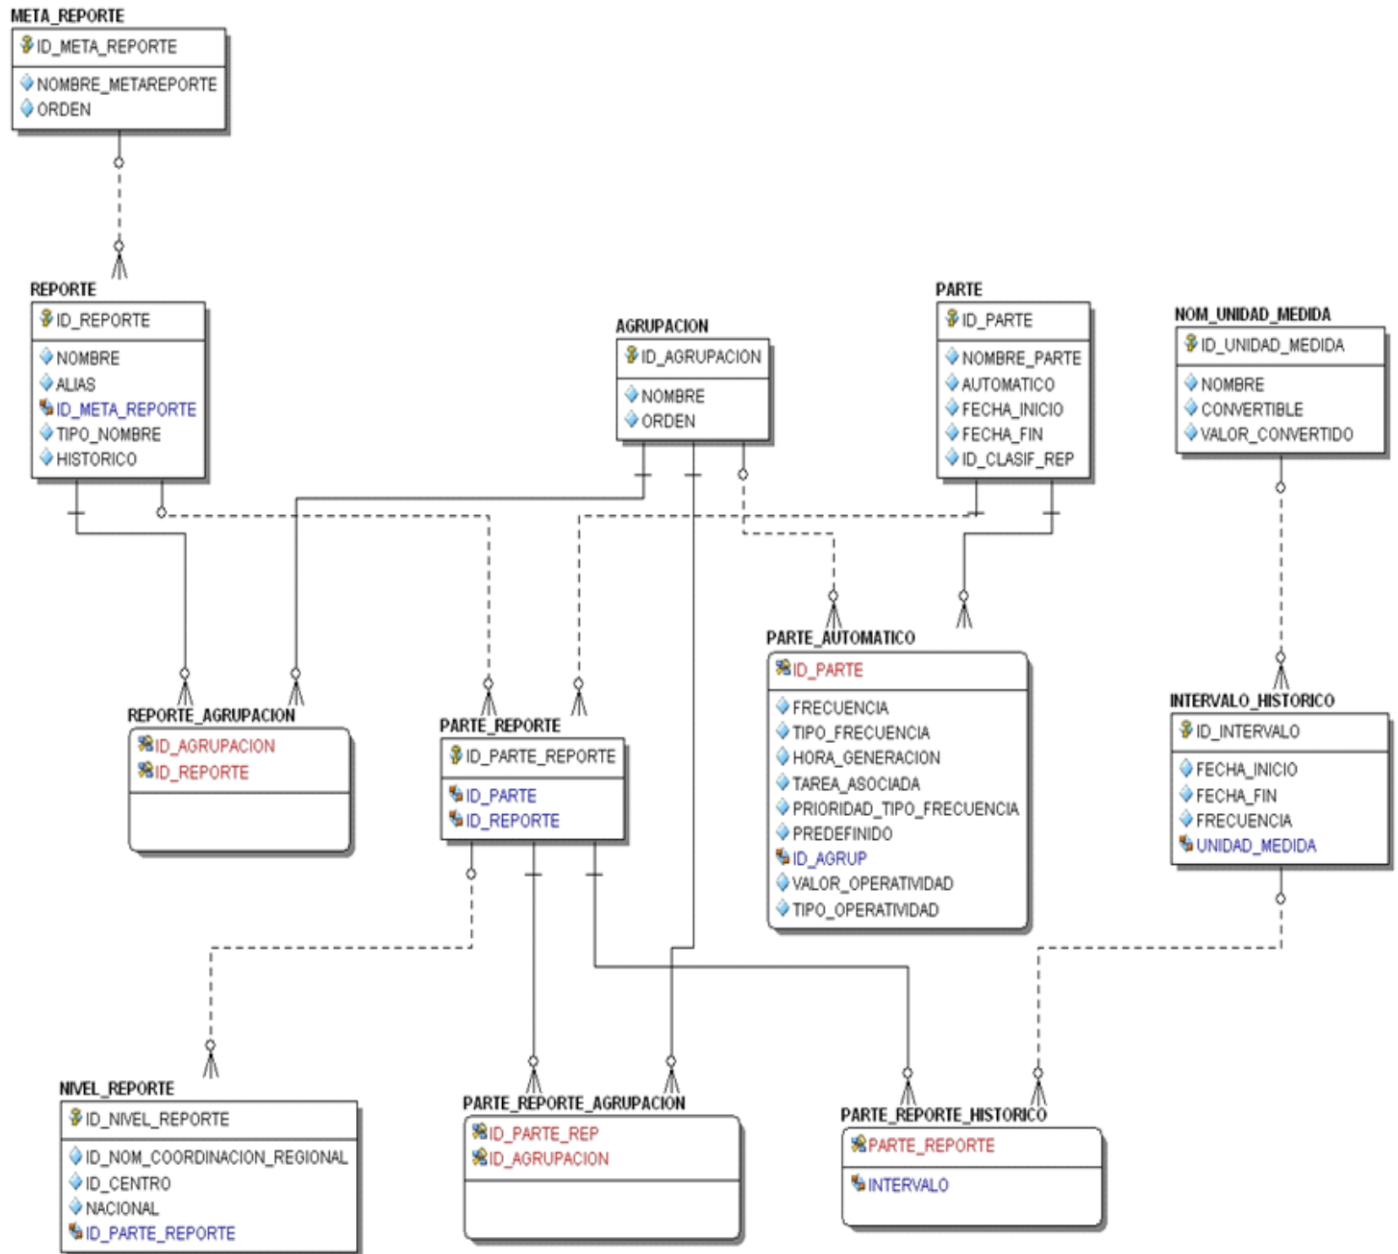 META_REPORTE
ID_META_REPORTE
NOMBRE_METAREPORTE
ORDEN
REPORTE
ID_REPORTE
NOMBRE
ALIAS
ID_META_REPORTE
TIPO_NOMBRE
HISTORICO
AGRUPACION
ID_AGRUPACION
NOMBRE
ORDEN
PARTE
ID_PARTE
NOMBRE_PARTE
AUTOMATICO
FECHA_INICIO
FECHA_FIN
ID_CLASIF_REP
NOM_UNIDAD_MEDIDA
ID_UNIDAD_MEDIDA
NOMBRE
CONVERTIBLE
VALOR_CONVERTIDO
REPORTE_AGRUPACION
ID_AGRUPACION
ID_REPORTE
PARTE_REPORTE
ID_PARTE_REPORTE
ID_PARTE
ID_REPORTE
PARTE_AUTOMATICO
ID_PARTE
FRECUENCIA
TIPO_FRECUENCIA
HORA_GENERACION
TAREA_ASOCIADA
PRIORIDAD_TIPO_FRECUENCIA
PREDEFINIDO
ID_AGRUP
VALOR_OPERATIVIDAD
TIPO_OPERATIVIDAD
INTERVALO_HISTORICO
ID_INTERVALO
FECHA_INICIO
FECHA_FIN
FRECUENCIA
UNIDAD_MEDIDA
NIVEL_REPORTE
ID_NIVEL_REPORTE
ID_NOM_COORDINACION_REGIONAL
ID_CENTRO
NACIONAL
ID_PARTE_REPORTE
PARTE_REPORTE_AGRUPACION
ID_PARTE_REP
ID_AGRUPACION
PARTE_REPORTE_HISTORICO
PARTE_REPORTE
INTERVALO